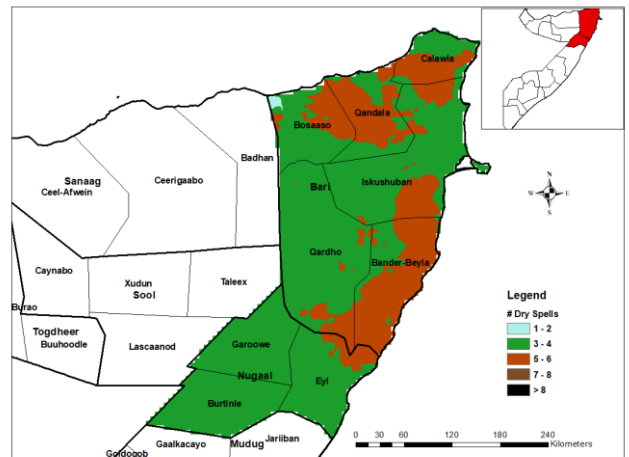 Calawla
Qandala
Bosaaso
Badhan
Sanaag
Ceerigaabo
Ceel-Afwein
Bari
Iskushuban
N
W E
S
Caynabo
Xudun
Taleex
Sool
Qardho
Bander-Beyla
Burao
Togdheer
Buuhoodle
Lascaanod
Garoowe
Nugaal
Eyl
Burtinle
Gaalkacayo
Mudug
Jariiban
Goldogob
Legend
# Dry Spells
1 - 2
3 - 4
5 - 6
7 - 8
> 8
0 30 60 120 180 240
Kilometers